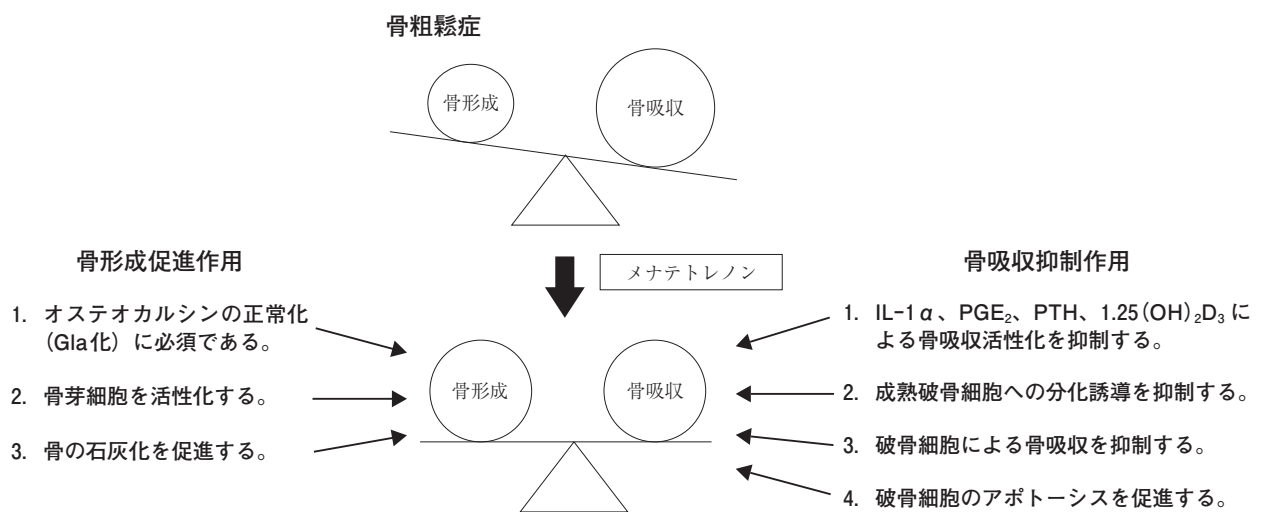 骨粗鬆症
骨形成
骨吸収
メナテトレノン
骨形成促進作用
1. オステオカルシンの正常化
(Gla化)に必須である。
2. 骨芽細胞を活性化する。
3. 骨の石灰化を促進する。
骨形成
骨吸収
骨吸収抑制作用
1. IL-1α、PGE₂、PTH、1.25(OH)₂D₃に
よる骨吸収活性化を抑制する。
2. 成熟破骨細胞への分化誘導を抑制する。
3. 破骨細胞による骨吸収を抑制する。
4. 破骨細胞のアポトーシスを促進する。